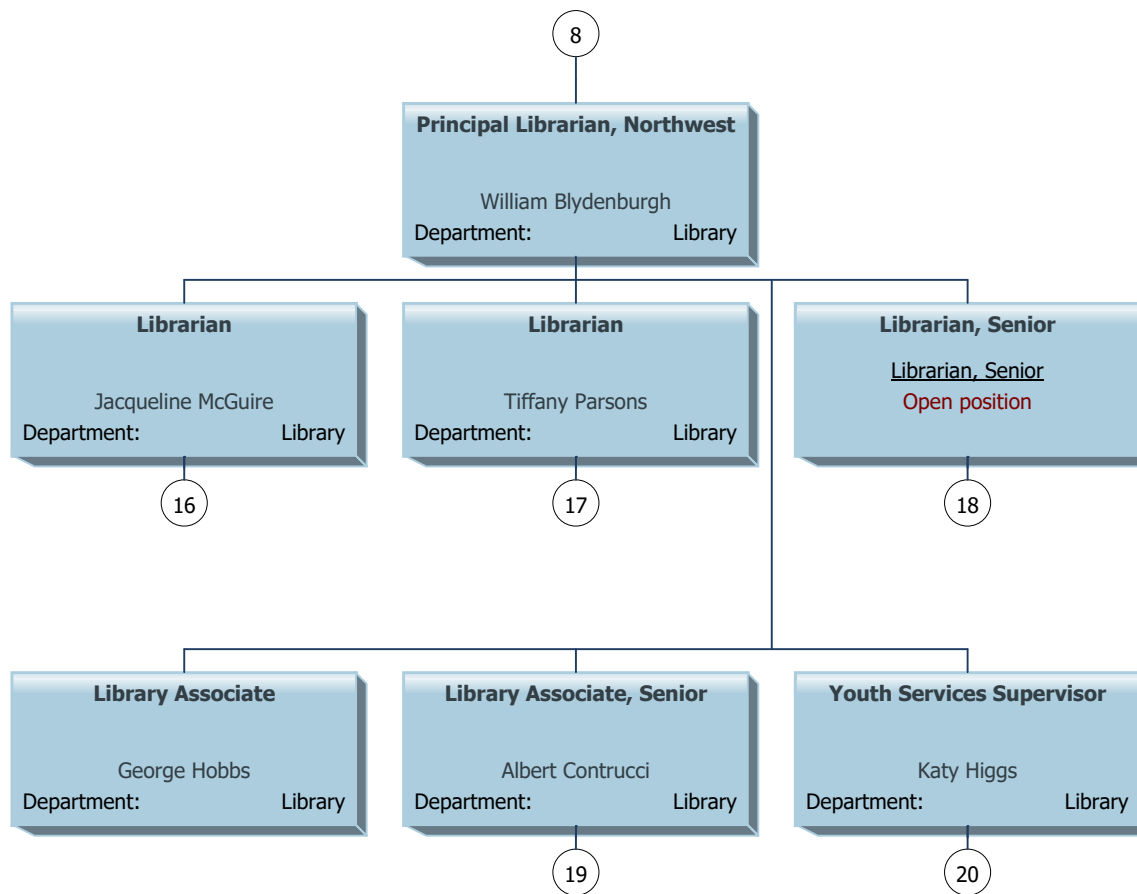 8
Principal Librarian, Northwest
William Blydenburgh
Department: Library
Librarian
Jacqueline McGuire
Department: Library
16
Librarian
Tiffany Parsons
Department: Library
17
Librarian, Senior
Librarian, Senior
Open position
18
Library Associate
George Hobbs
Department: Library
Library Associate, Senior
Albert Contrucci
Department: Library
19
Youth Services Supervisor
Katy Higgs
Department: Library
20